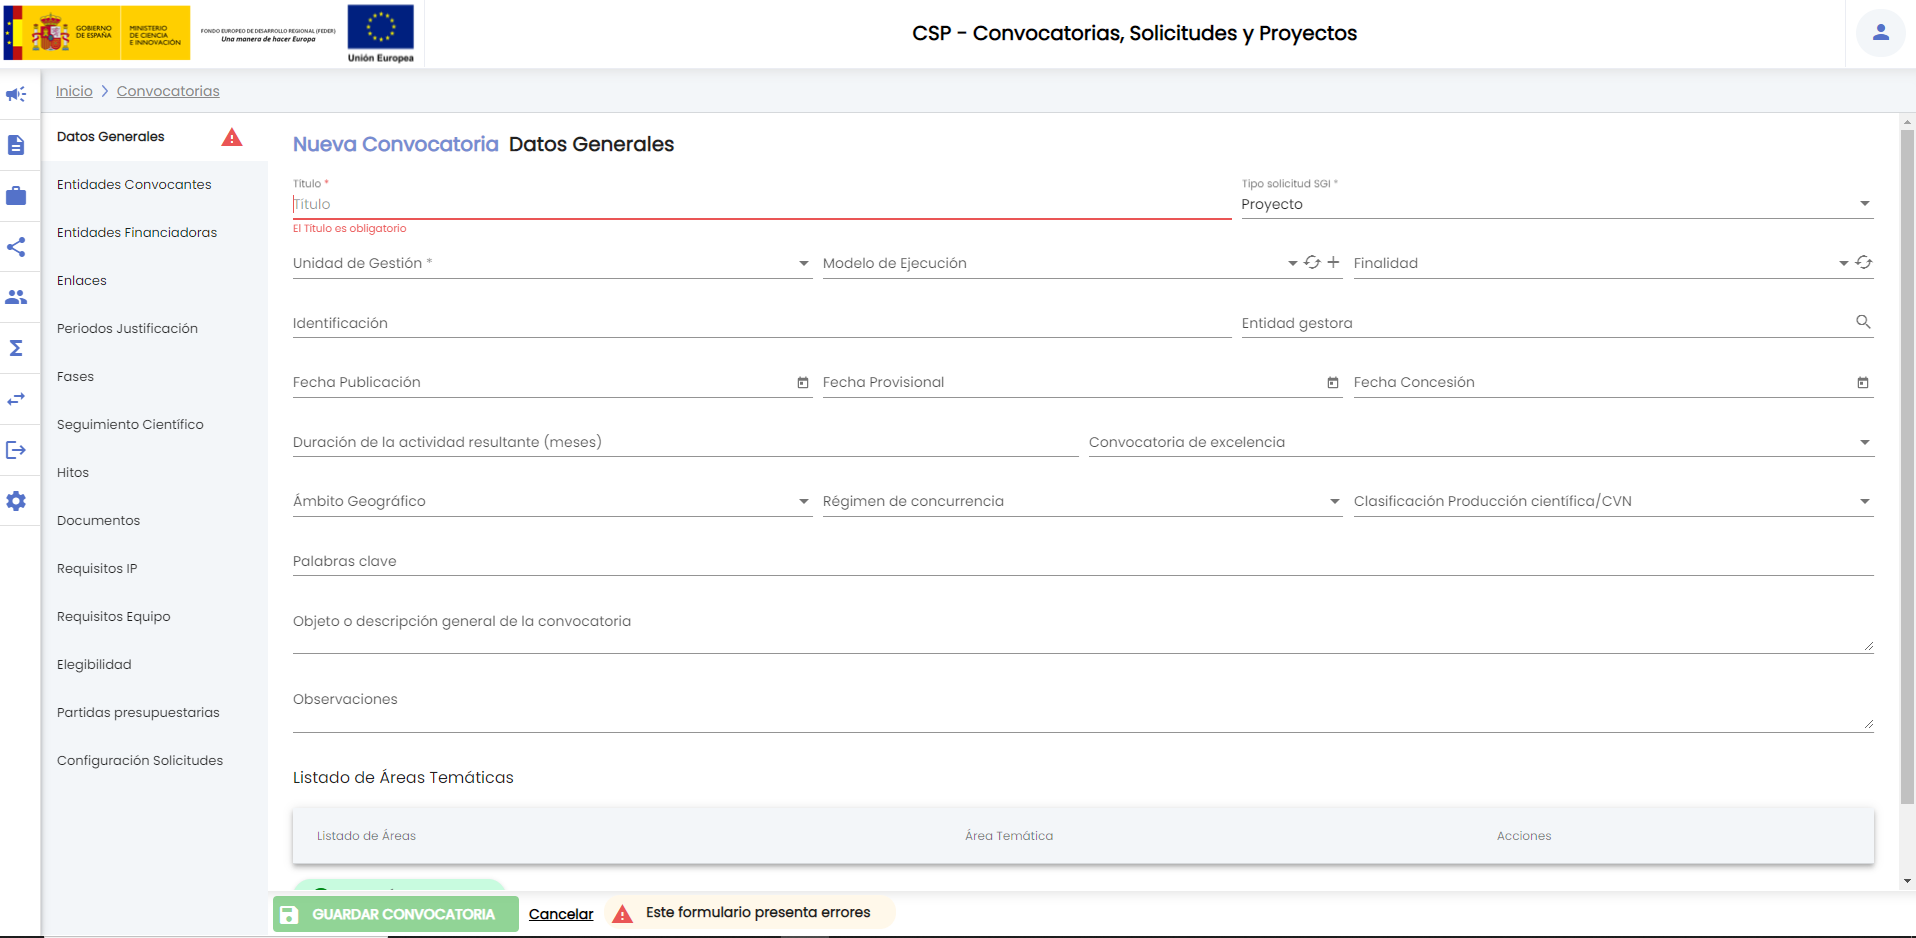 GOBIERNO
DE ESPAÑA
MINISTERIO
DE CIENCIA
E INNOVACIÓN
FONDO EUROPEO DE DESARROLLO REGIONAL (FEDER)
Una manera de hacer Europa
Unión Europea
CSP - Convocatorias, Solicitudes y Proyectos
Inicio
Convocatorias
Datos Generales
Entidades Convocantes
Entidades Financiadoras
Enlaces
Periodos Justificación
Fases
Seguimiento Científico
Hitos
Documentos
Requisitos IP
Requisitos Equipo
Elegibilidad
Partidas presupuestarias
Configuración Solicitudes
Nueva Convocatoria Datos Generales
Título *
Título
El Título es obligatorio
Tipo solicitud SGI *
Proyecto
Unidad de Gestión *
Modelo de Ejecución
Finalidad
Identificación
Entidad gestora
Fecha Publicación
Fecha Provisional
Fecha Concesión
Duración de la actividad resultante (meses)
Convocatoria de excelencia
Ámbito Geográfico
Régimen de concurrencia
Clasificación Producción científica/CVN
Palabras clave
Objeto o descripción general de la convocatoria
Observaciones
Listado de Áreas Temáticas
Listado de Áreas
Área Temática
Acciones
GUARDAR CONVOCATORIA
Cancelar
Este formulario presenta errores